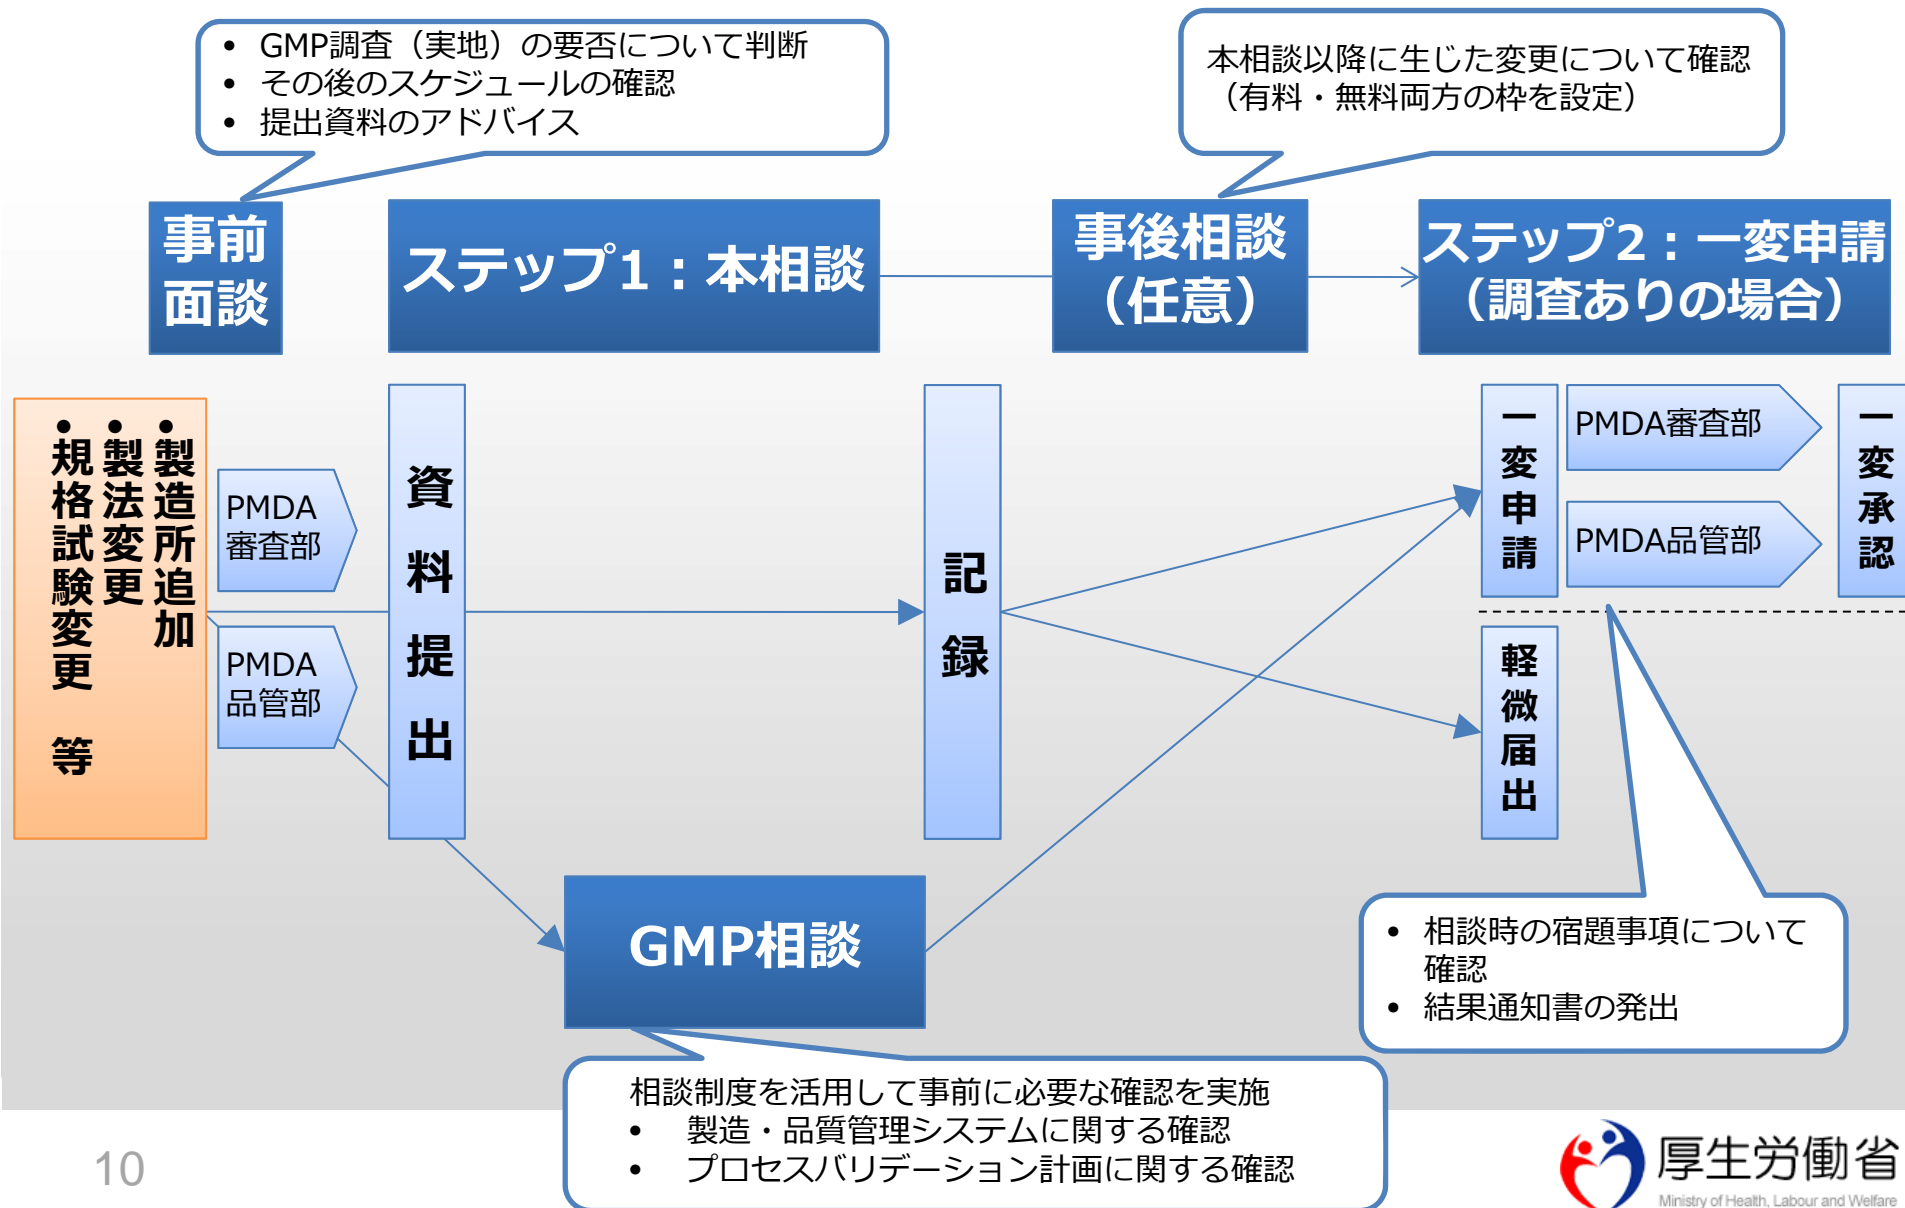 • GMP調査（実地）の要否について判断
• その後のスケジュールの確認
• 提出資料のアドバイス
本相談以降に生じた変更について確認
（有料・無料両方の枠を設定）
事前
面談
ステップ1：本相談
事後相談
（任意）
ステップ2：一変申請
（調査ありの場合）
•製造所追加
•製法変更
•規格試験変更　等
PMDA
審査部
PMDA
品管部
資料提出
記録
一変申請
PMDA審査部
PMDA品管部
一変承認
軽微届出
GMP相談
• 相談時の宿題事項について
確認
• 結果通知書の発出
相談制度を活用して事前に必要な確認を実施
• 製造・品質管理システムに関する確認
• プロセスバリデーション計画に関する確認
10
厚生労働省
Ministry of Health, Labour and Welfare